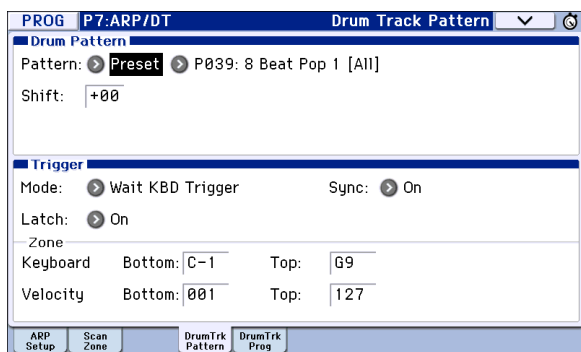 PROG P7:ARP/DT Drum Track Pattern
Drum Pattern
Pattern: Preset P039: 8 Beat Pop 1 [All]
Shift: +00
Trigger
Mode: Wait KBD Trigger Sync: On
Latch: On
Zone
Keyboard Bottom: C-1 Top: G9
Velocity Bottom: 001 Top: 127
ARP Setup Scan Zone DrumTrk Pattern DrumTrk Prog